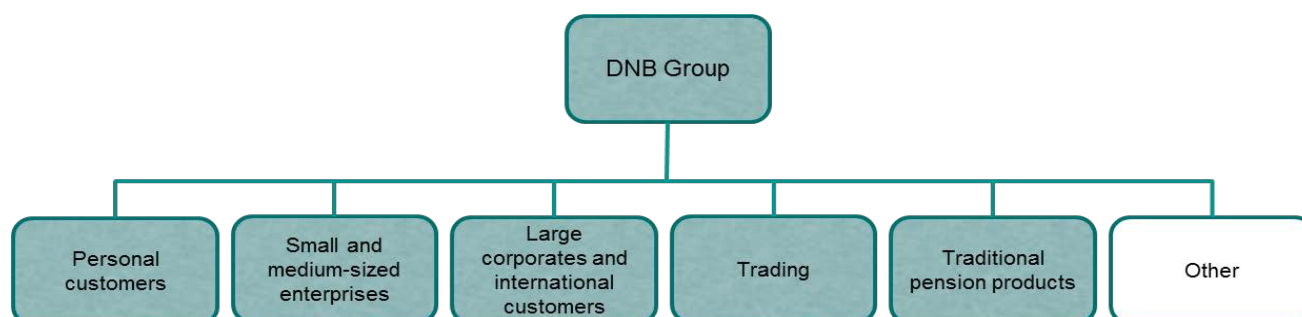 DNB Group
Personal
customers
Small and
medium-sized
enterprises
Large
corporates and
international
customers
Trading
Traditional
pension products
Other